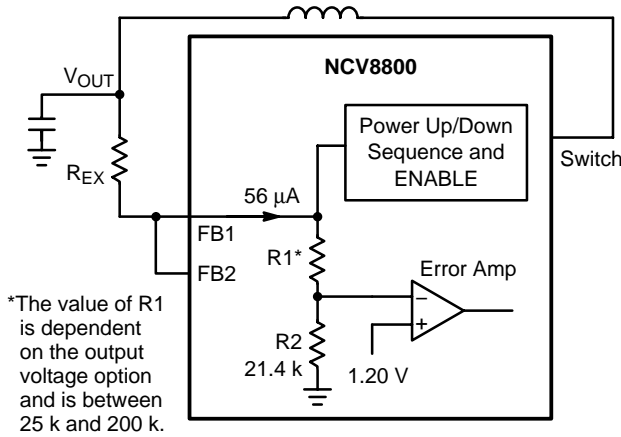 NCV8800
VOUT
Power Up/Down
Sequence and
ENABLE
Switch
REX
56 μA
FB1
FB2
R1*
Error Amp
−
+
R2
21.4 k
1.20 V
*The value of R1
is dependent
on the output
voltage option
and is between
25 k and 200 k.